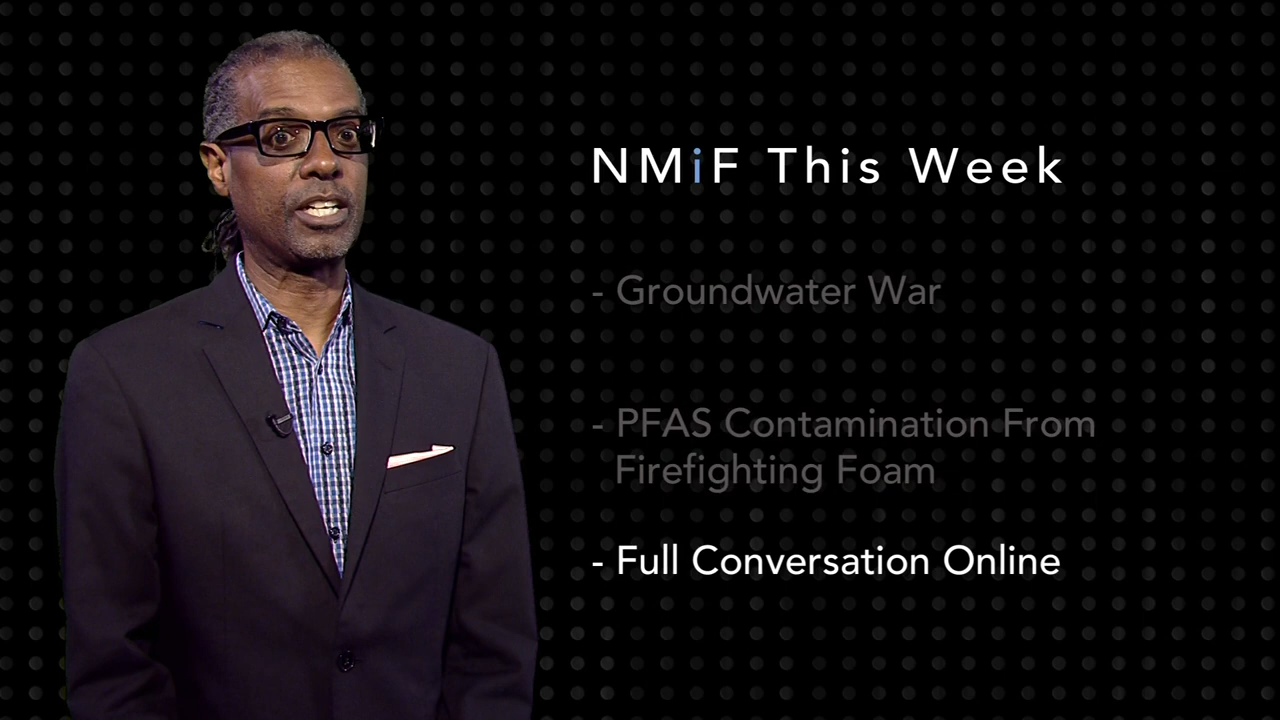 NMiF This Week
- Groundwater War
- PFAS Contamination From
Firefighting Foam
- Full Conversation Online